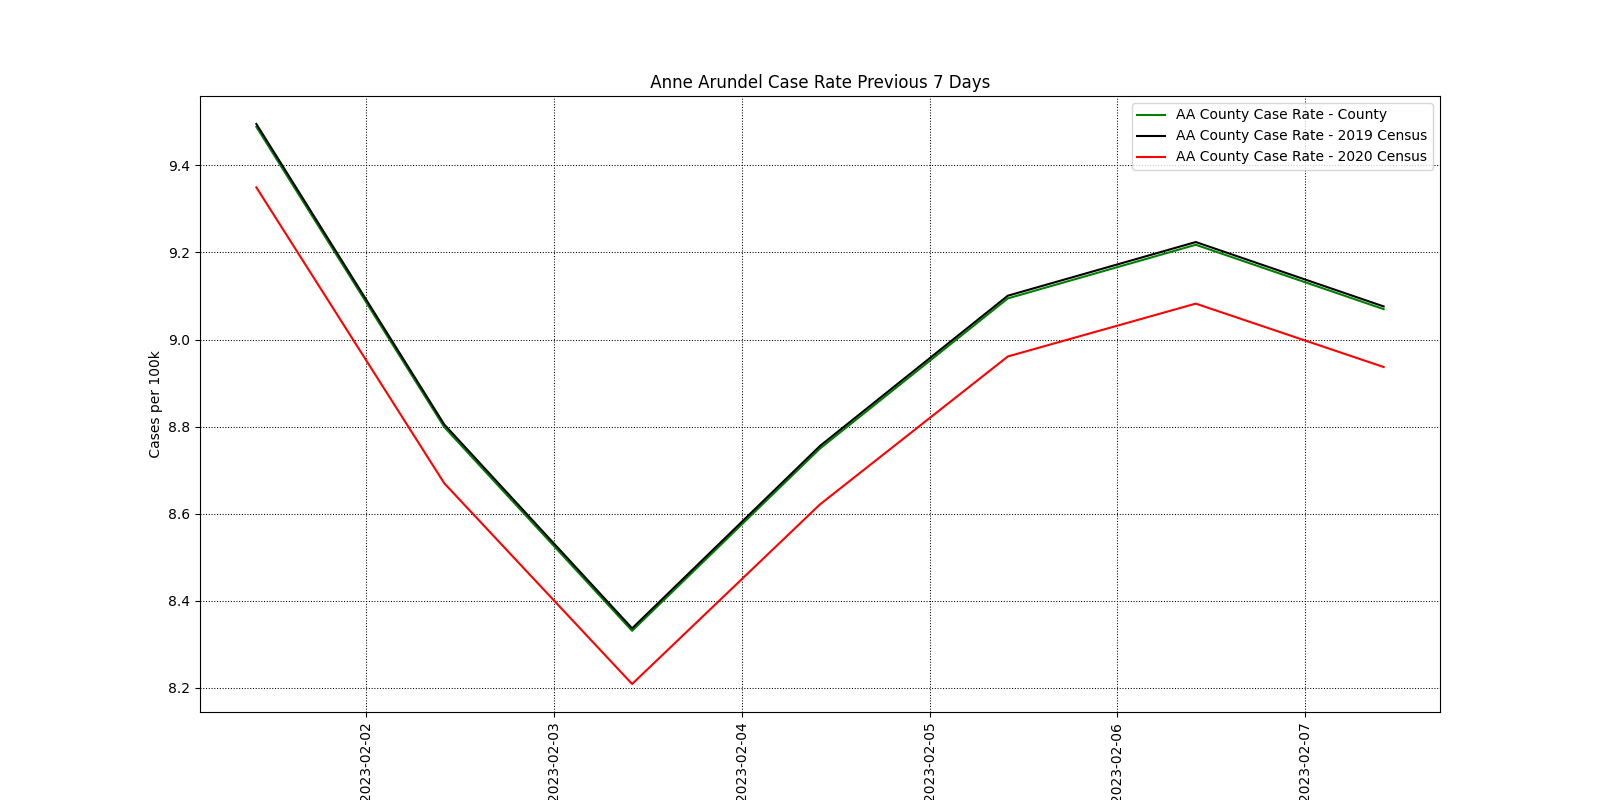 Anne Arundel Case Rate Previous 7 Days
AA County Case Rate - County
AA County Case Rate - 2019 Census
AA County Case Rate - 2020 Census
Cases per 100k
9.4
9.2
9.0
8.8
8.6
8.4
8.2
2023-02-02
2023-02-03
2023-02-04
2023-02-05
2023-02-06
2023-02-07